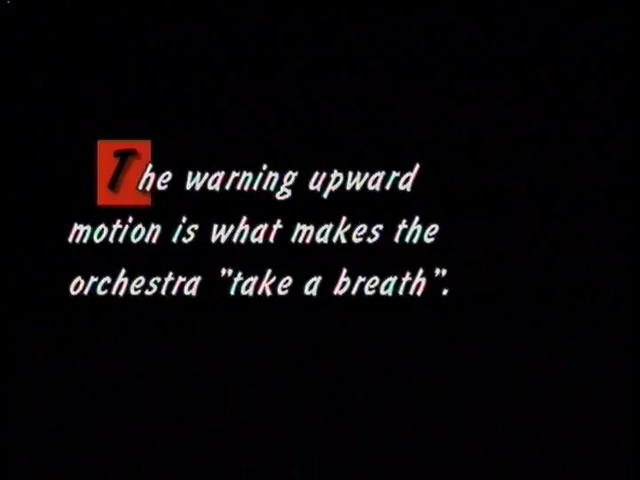 The warning upward
motion is what makes the
orchestra "take a breath".